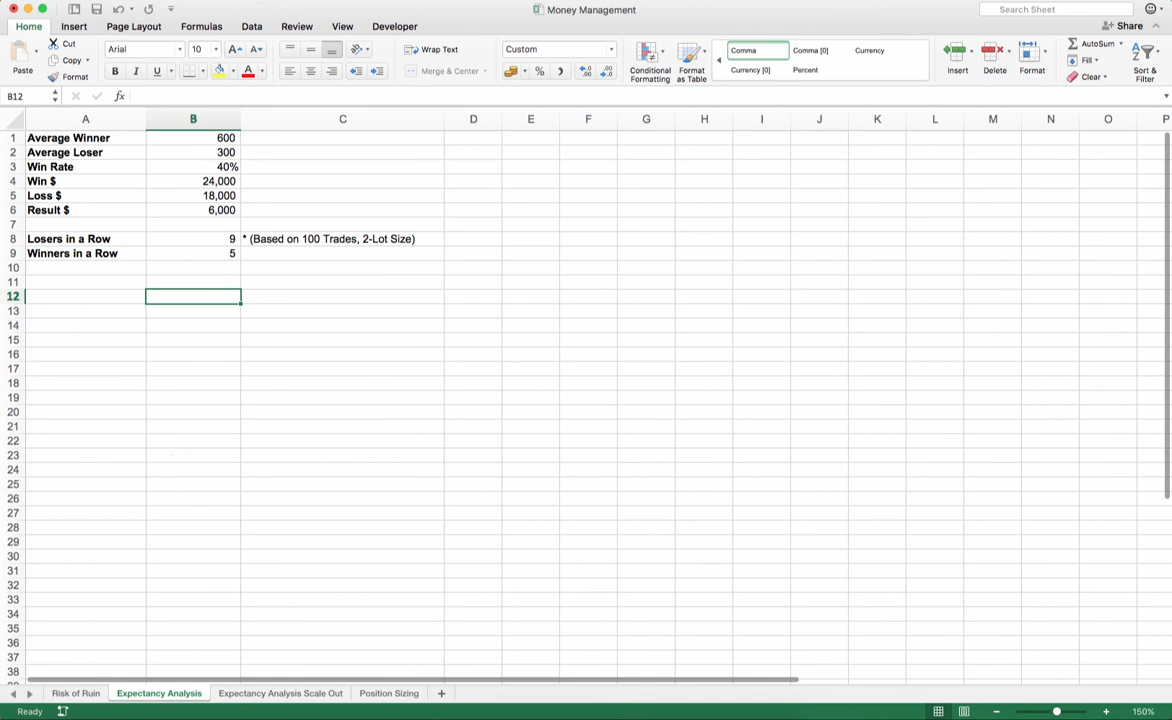 Money Management
Search Sheet
Home Insert Page Layout Formulas Data Review View Developer
Share
Paste
Cut
Copy
Format
Arial 10 A A
B I U A
Wrap Text
Merge & Center
Custom
%
Conditional Formatting
Format as Table
Comma Comma [0] Currency
Currency [0] Percent
Insert Delete Format
AutoSum
Fill
Clear
Sort & Filter
B12 fx
A B C D E F G H I J K L M N O P
1 Average Winner 600
2 Average Loser 300
3 Win Rate 40%
4 Win $ 24,000
5 Loss $ 18,000
6 Result $ 6,000
7
8 Losers in a Row 9 * (Based on 100 Trades, 2-Lot Size)
9 Winners in a Row 5
10
11
12
13
14
15
16
17
18
19
20
21
22
23
24
25
26
27
28
29
30
31
32
33
34
35
36
37
38
Risk of Ruin Expectancy Analysis Expectancy Analysis Scale Out Position Sizing +
Ready
150%